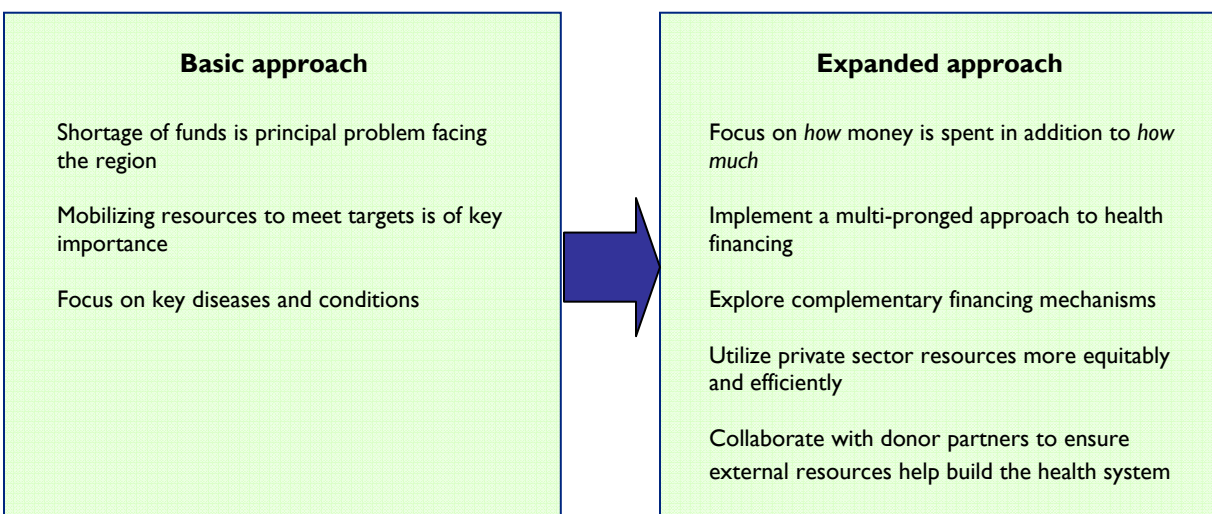 Basic approach
Shortage of funds is principal problem facing
the region
Mobilizing resources to meet targets is of key
importance
Focus on key diseases and conditions
Expanded approach
Focus on how money is spent in addition to how
much
Implement a multi-pronged approach to health
financing
Explore complementary financing mechanisms
Utilize private sector resources more equitably
and efficiently
Collaborate with donor partners to ensure
external resources help build the health system